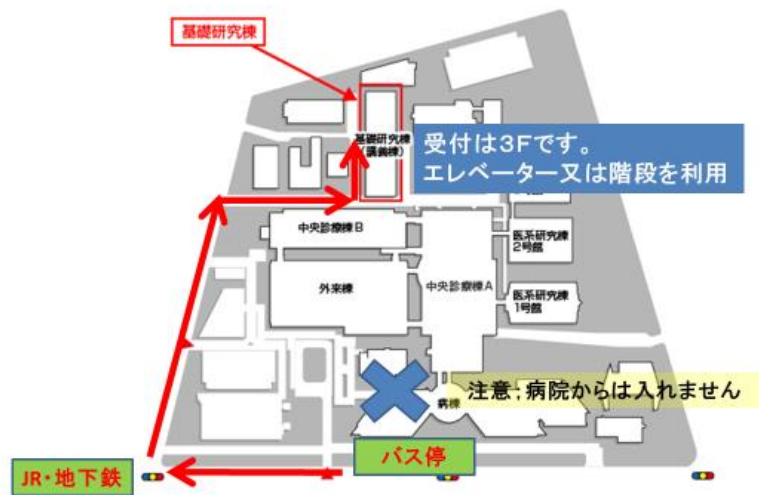 基礎研究棟
基礎研究棟
(講義棟)
受付は3Fです。
エレベーター又は階段を利用
中央診療棟B
医系研究棟
2号館
外来棟
中央診療棟A
医系研究棟
1号館
注意;病院からは入れません
病棟
バス停
JR・地下鉄